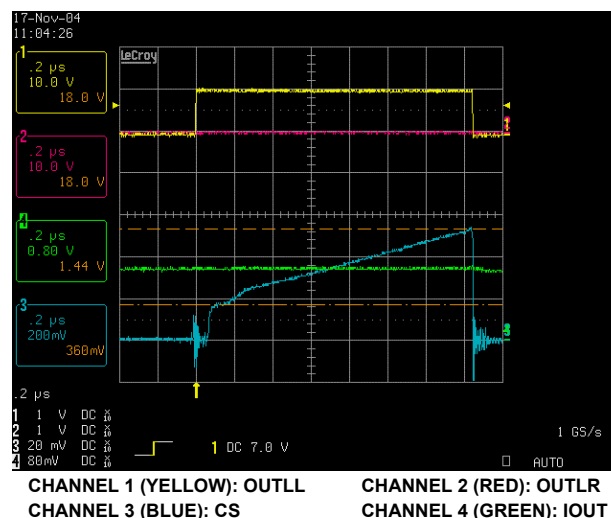 17-Nov-04
11:04:26
LeCroy
1
.2 µs
10.0 V
18.0 V
2
.2 µs
10.0 V
18.0 V
4
.2 µs
0.80 V
1.44 V
3
.2 µs
200mV
360mV
.2 µs
1 1 V DC
2 1 V DC
3 20 mV DC
4 80mV DC
1 DC 7.0 V
1 GS/s
AUTO
CHANNEL 1 (YELLOW): OUTLL CHANNEL 2 (RED): OUTLR
CHANNEL 3 (BLUE): CS CHANNEL 4 (GREEN): IOUT